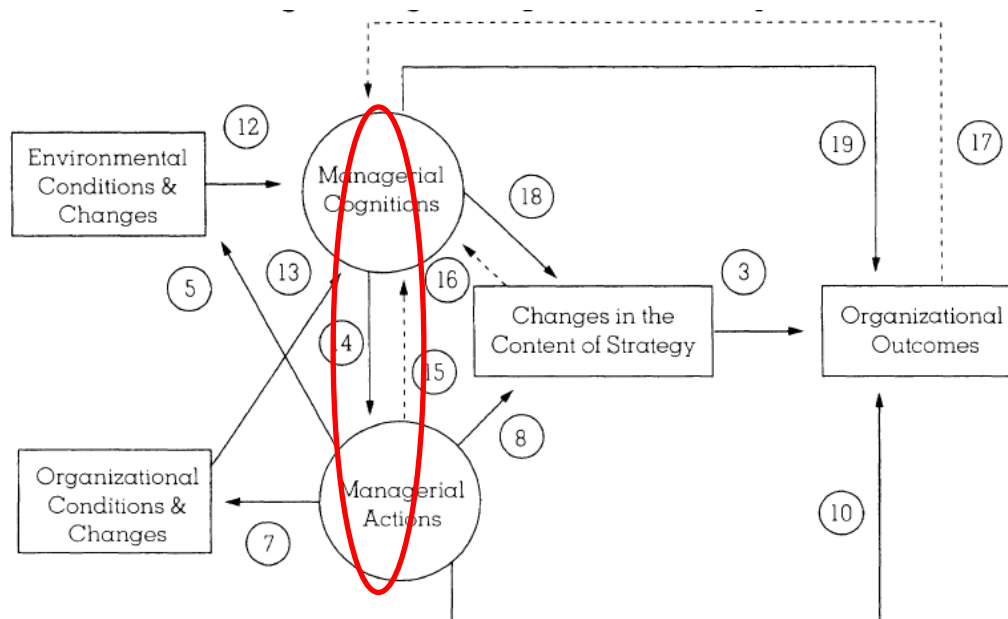 12
19
17
Environmental
Conditions &
Changes
Managerial
Cognitions
18
5
13
16
3
14
15
Changes in the
Content of Strategy
Organizational
Outcomes
8
Organizational
Conditions &
Changes
Managerial
Actions
7
10